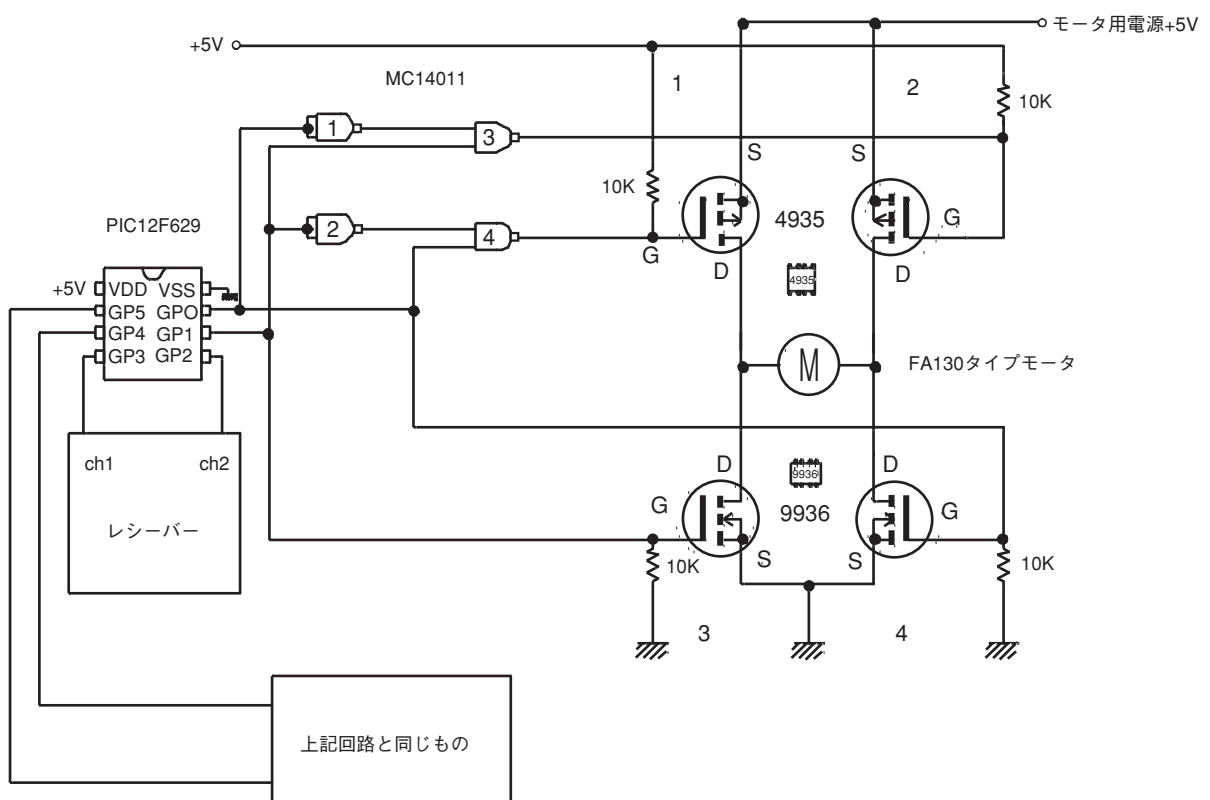 モータ用電源+5V
+5V
MC14011
1
2
10K
1
3
S
S
10K
PIC12F629
2
4
4935
G
G
D
D
+5V
VDD
VSS
4935
GP5
GPO
GP4
GP1
GP3
GP2
M
FA130タイプモータ
ch1
ch2
D
9936
D
G
9936
G
レシーバー
S
S
10K
10K
3
4
上記回路と同じもの